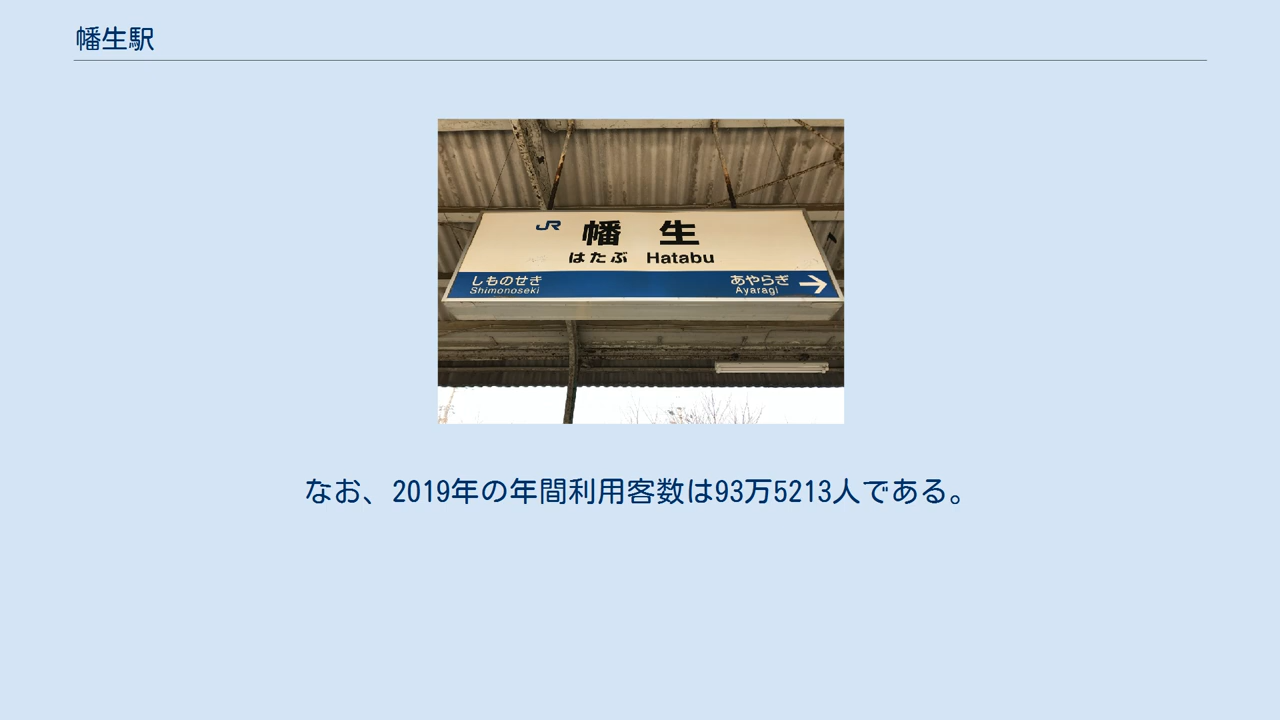 幡生駅
JR 幡 生
はたぶ Hatabu
しものせき あやらぎ →
Shimonoseki Ayaragi
なお、2019年の年間利用客数は93万5213人である。